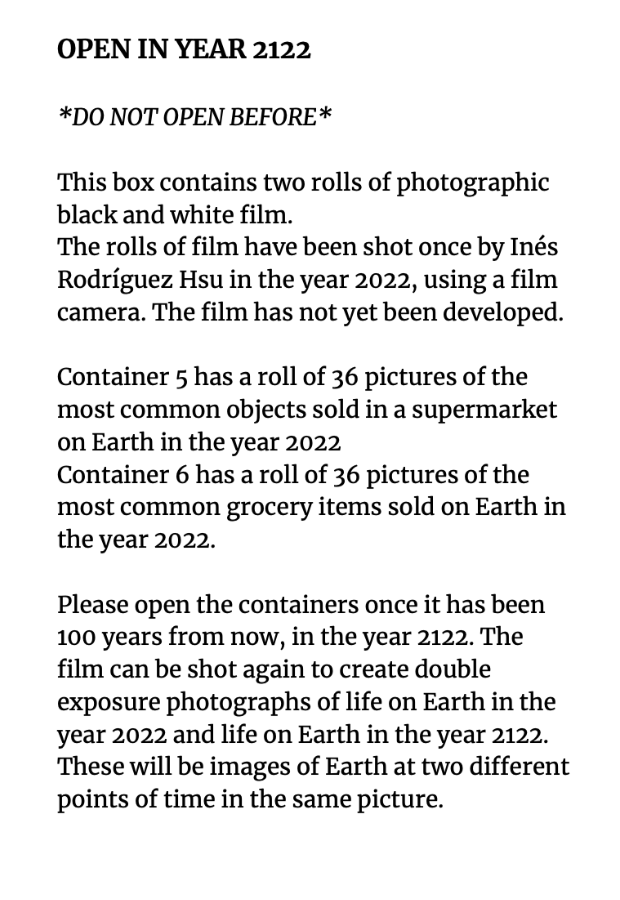 OPEN IN YEAR 2122
*DO NOT OPEN BEFORE*
This box contains two rolls of photographic
black and white film.
The rolls of film have been shot once by Inés
Rodríguez Hsu in the year 2022, using a film
camera. The film has not yet been developed.
Container 5 has a roll of 36 pictures of the
most common objects sold in a supermarket
on Earth in the year 2022
Container 6 has a roll of 36 pictures of the
most common grocery items sold on Earth in
the year 2022.
Please open the containers once it has been
100 years from now, in the year 2122. The
film can be shot again to create double
exposure photographs of life on Earth in the
year 2022 and life on Earth in the year 2122.
These will be images of Earth at two different
points of time in the same picture.